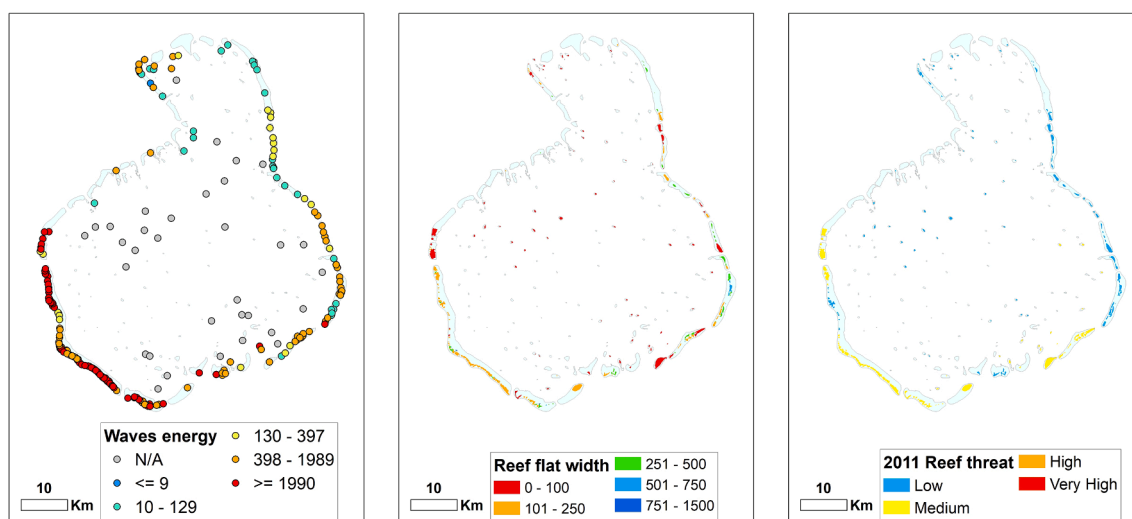 Waves energy
N/A
<= 9
10 - 129
130 - 397
398 - 1989
>= 1990
10
Km
Reef flat width
0 - 100
101 - 250
251 - 500
501 - 750
751 - 1500
10
Km
2011 Reef threat
Low
Medium
High
Very High
10
Km